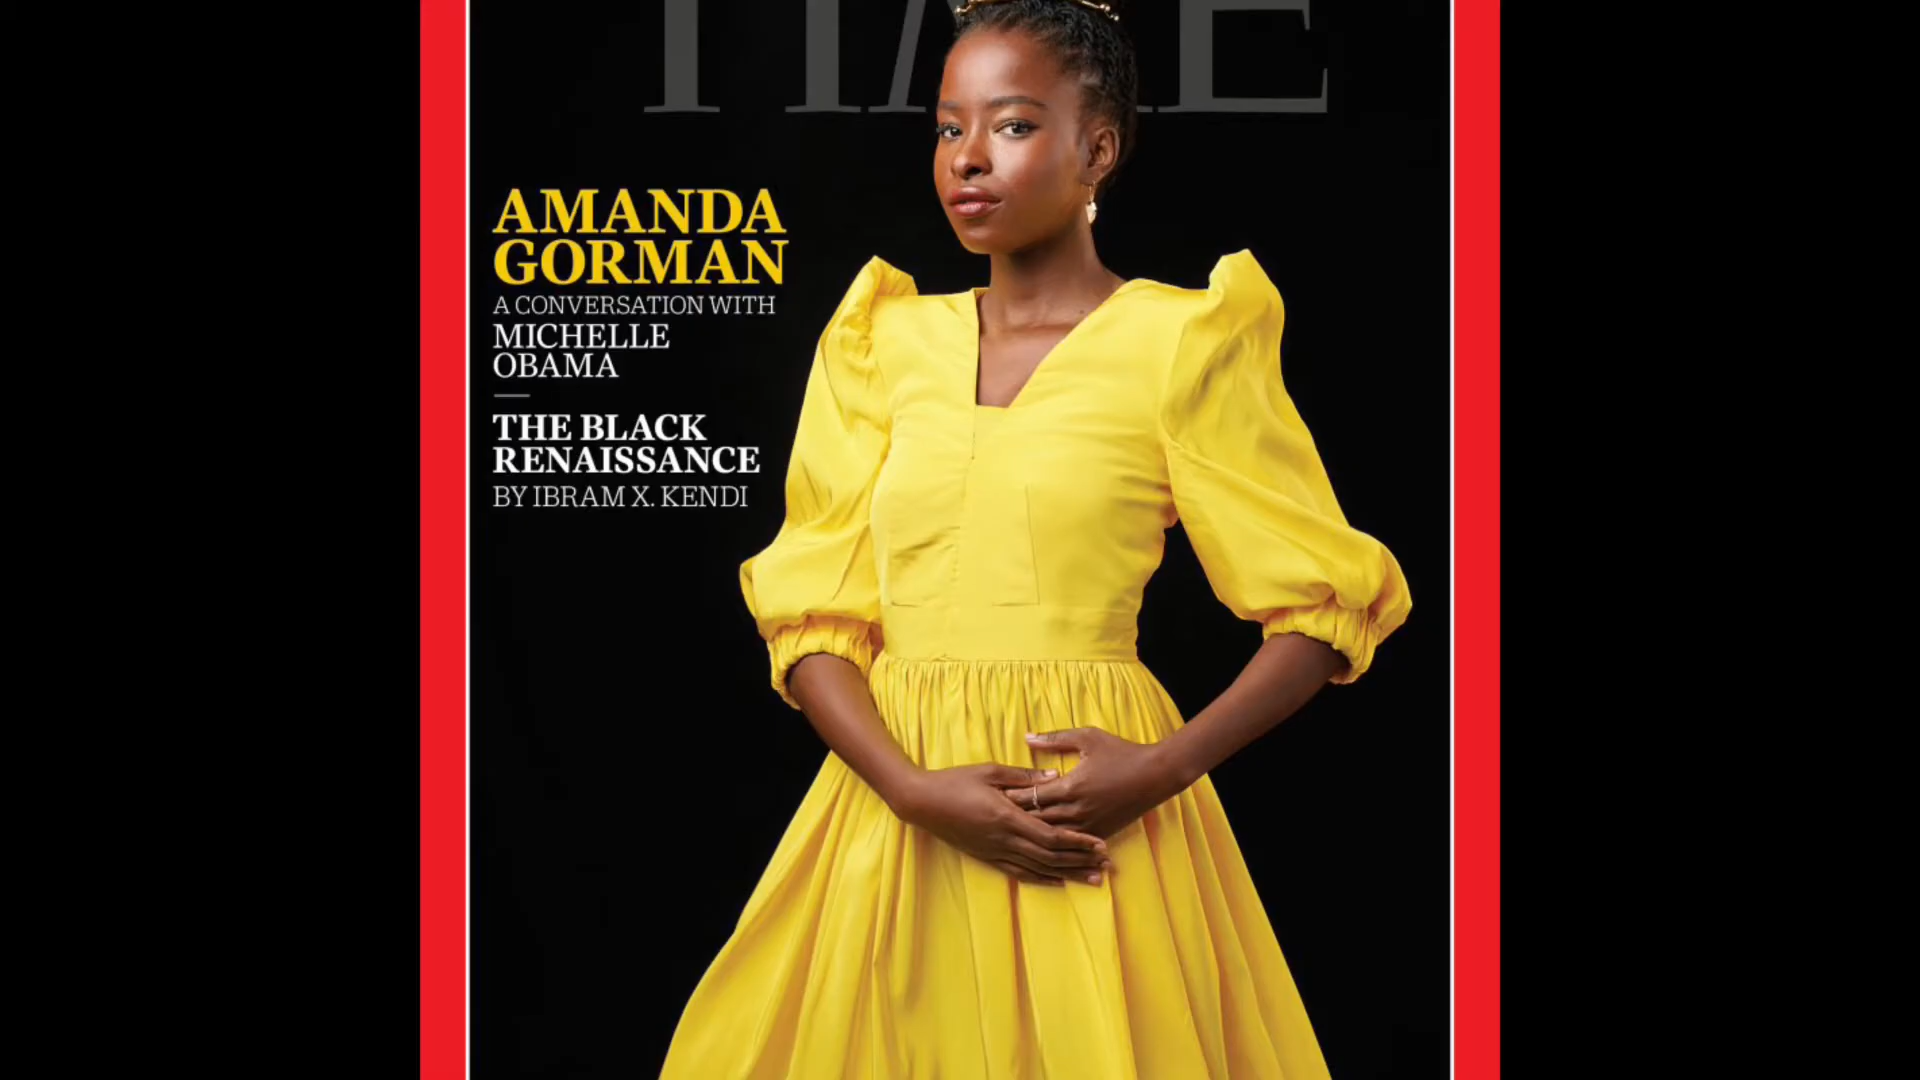 TIME
AMANDA
GORMAN
A CONVERSATION WITH
MICHELLE
OBAMA
THE BLACK
RENAISSANCE
BY IBRAM X. KENDI